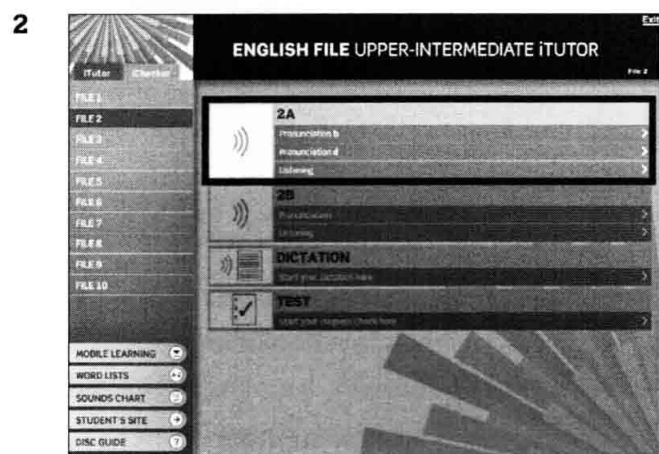 2
Exit
ENGLISH FILE UPPER-INTERMEDIATE iTUTOR
iTutor iChecker
File 2
FILE 1
FILE 2
FILE 3
FILE 4
FILE 5
FILE 6
FILE 7
FILE 8
FILE 9
FILE 10
2A
Pronunciation b
Pronunciation d
Listening
2B
Pronunciation
Listening
DICTATION
Start your dictation here
TEST
Start your progress check here
MOBILE LEARNING
WORD LISTS
SOUNDS CHART
STUDENT'S SITE
DISC GUIDE ?